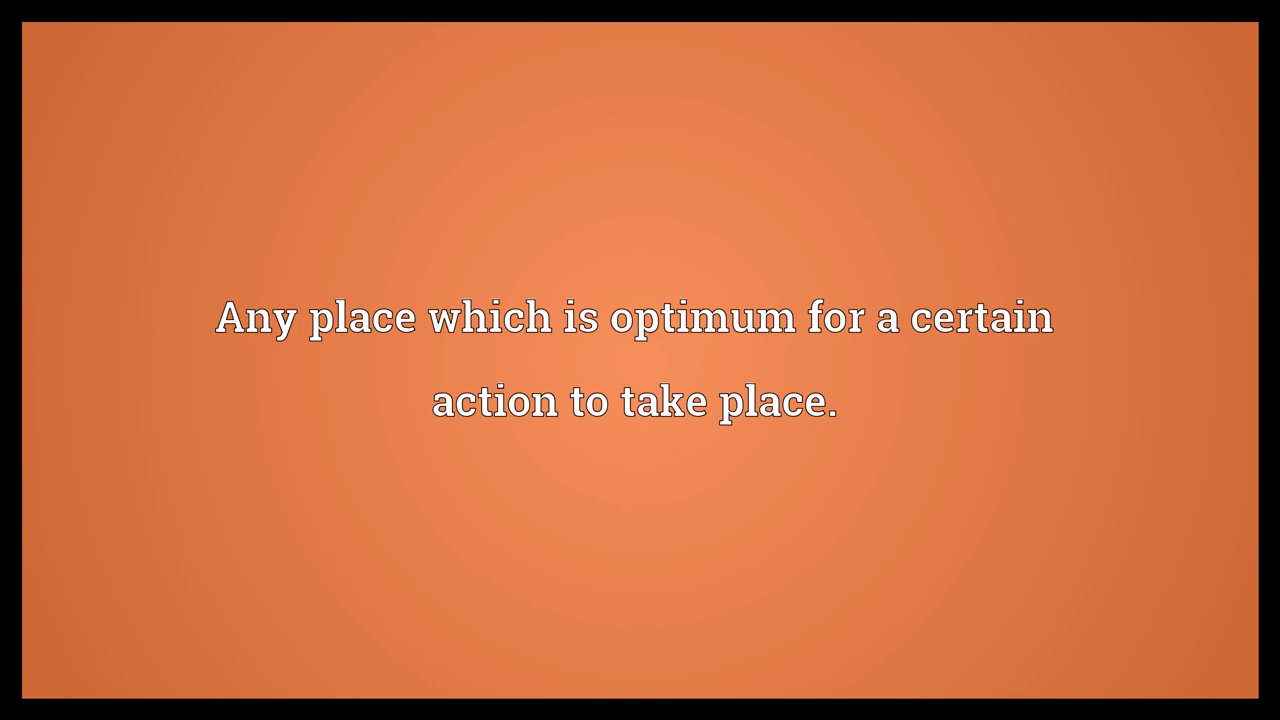 Any place which is optimum for a certain
action to take place.